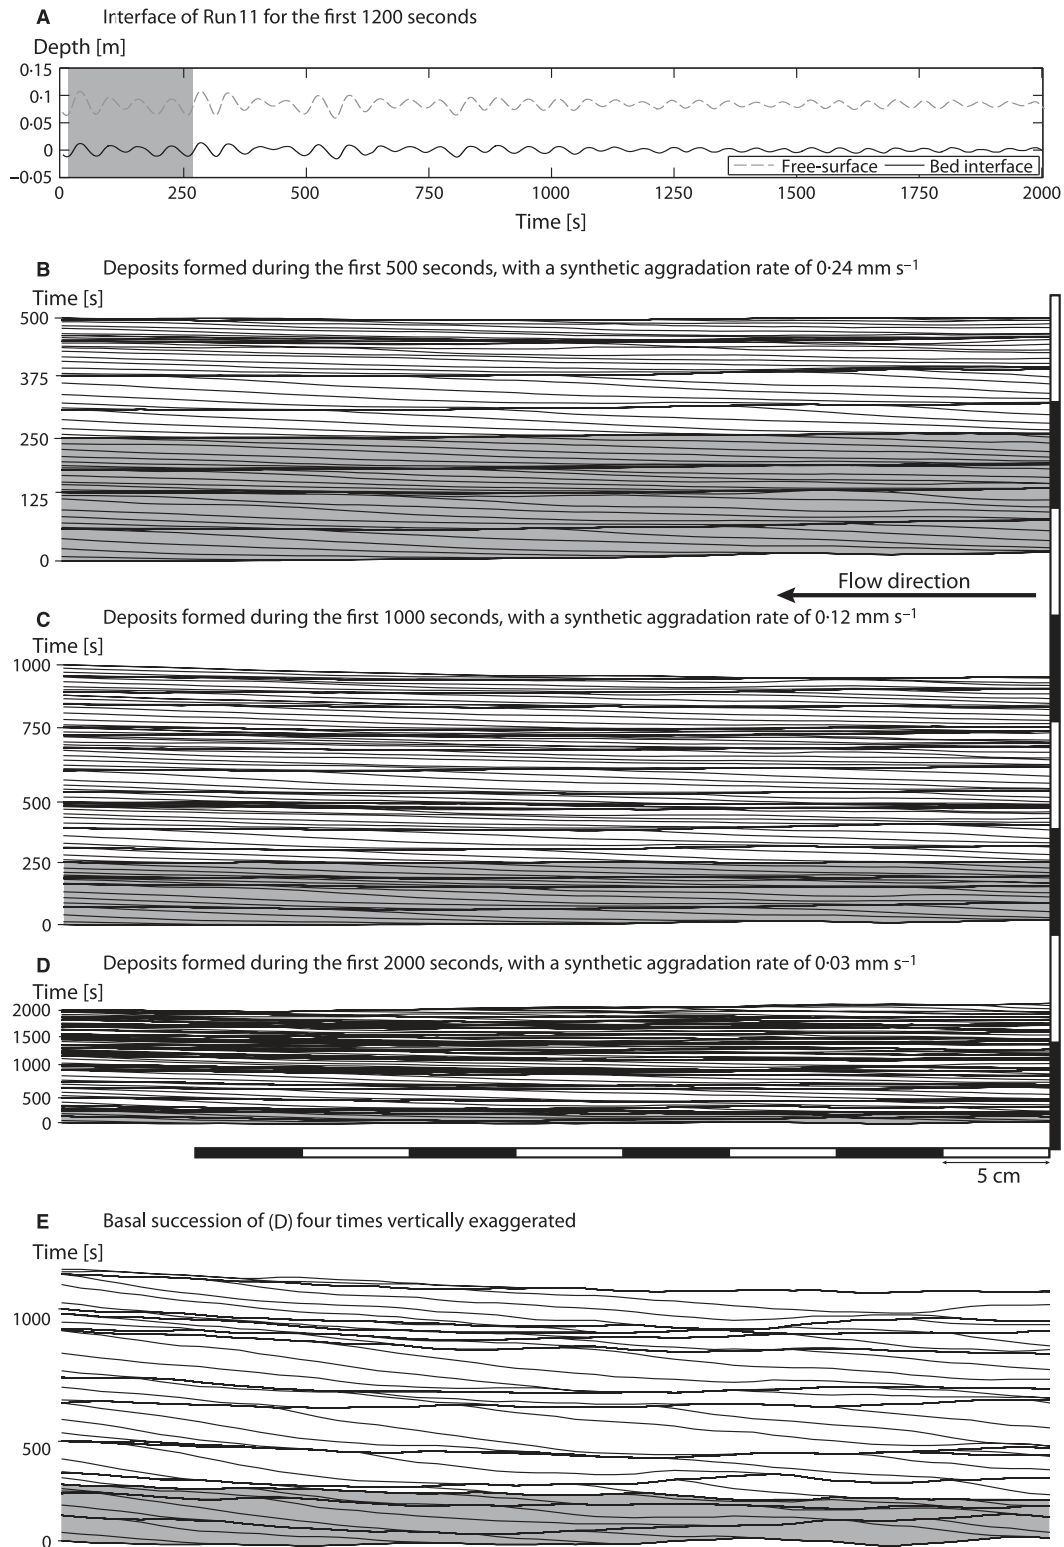 A Interface of Run 11 for the first 1200 seconds
Depth [m]
0·15
0·1
0·05
0
−0·05
Free-surface Bed interface
0 250 500 750 1000 1250 1500 1750 2000
Time [s]
B Deposits formed during the first 500 seconds, with a synthetic aggradation rate of 0·24 mm s⁻¹
Time [s]
500
375
250
125
0
Flow direction
C Deposits formed during the first 1000 seconds, with a synthetic aggradation rate of 0·12 mm s⁻¹
Time [s]
1000
750
500
250
0
D Deposits formed during the first 2000 seconds, with a synthetic aggradation rate of 0·03 mm s⁻¹
Time [s]
2000
1500
1000
500
0
5 cm
E Basal succession of (D) four times vertically exaggerated
Time [s]
1000
500
0